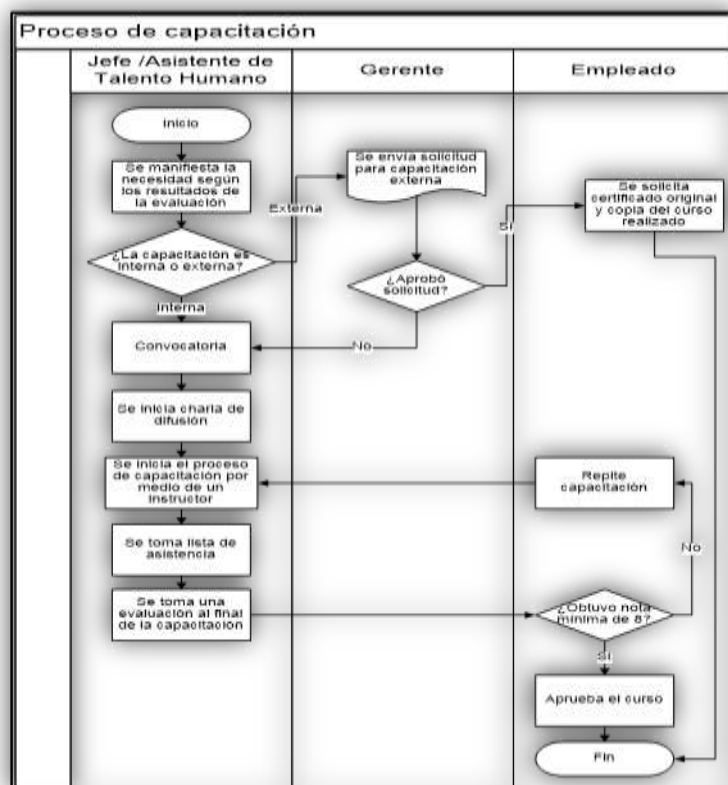 Proceso de capacitación
Jefe /Asistente de
Talento Humano
Gerente
Empleado
Inicio
Se manifiesta la
necesidad según
los resultados de
la evaluación
¿La capacitación es
interna o externa?
Externa
Interna
Se envía solicitud
para capacitación
externa
¿Aprobó
solicitud?
Si
No
Se solicita
certificado original
y copia del curso
realizado
Convocatoria
Se inicia charla de
difusión
Se inicia el proceso
de capacitación por
medio de un
instructor
Repite
capacitación
Se toma lista de
asistencia
No
Se toma una
evaluación al final
de la capacitación
¿Obtuvo nota
mínima de 8?
Si
Aprueba el curso
Fin